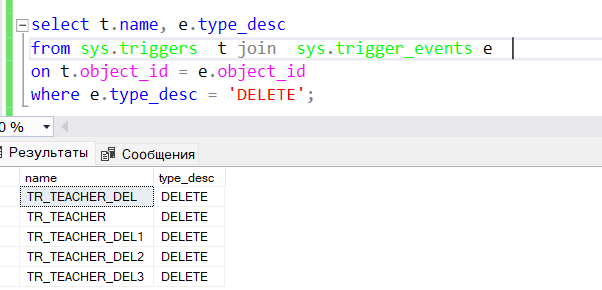 select t.name, e.type_desc
from sys.triggers t join sys.trigger_events e
on t.object_id = e.object_id
where e.type_desc = 'DELETE';
0 %
Результаты Сообщения
name type_desc
TR_TEACHER_DEL DELETE
TR_TEACHER DELETE
TR_TEACHER_DEL1 DELETE
TR_TEACHER_DEL2 DELETE
TR_TEACHER_DEL3 DELETE